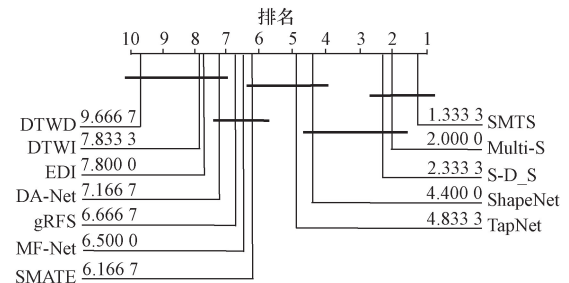 排名
10 9 8 7 6 5 4 3 2 1
DTWD 9.666 7
DTWI 7.833 3
EDI 7.800 0
DA-Net 7.166 7
gRFS 6.666 7
MF-Net 6.500 0
SMATE 6.166 7
1.333 3 SMTS
2.000 0 Multi-S
2.333 3 S-D_S
4.400 0 ShapeNet
4.833 3 TapNet